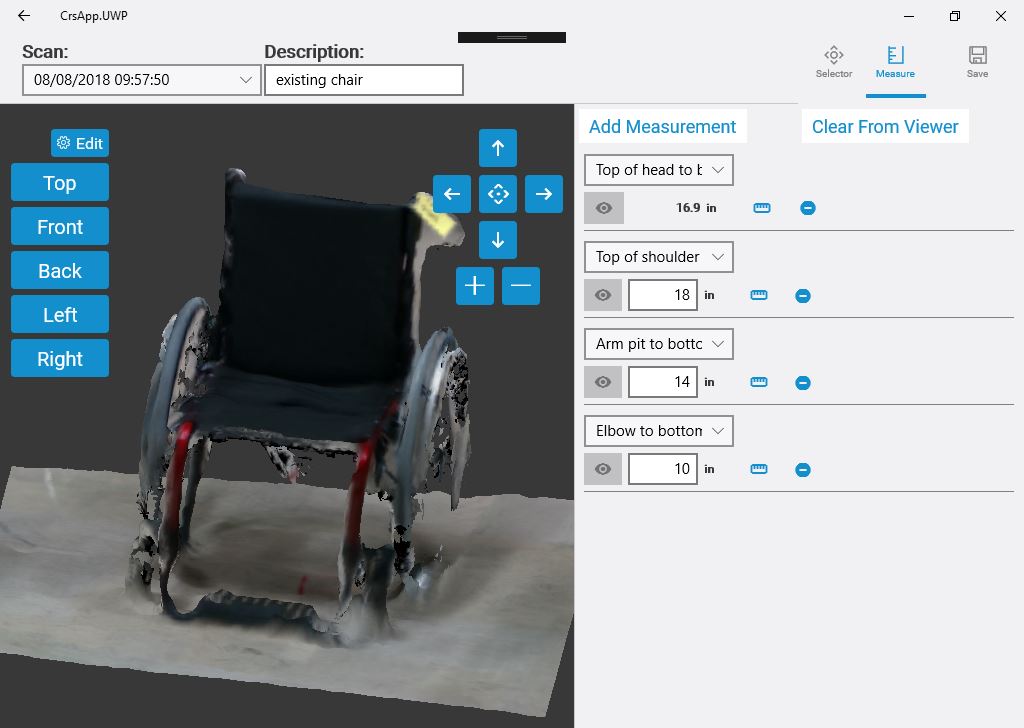 CrsApp.UWP
Scan:
Description:
08/08/2018 09:57:50
existing chair
Selector
Measure
Save
Edit
Top
Front
Back
Left
Right
Add Measurement
Clear From Viewer
Top of head to b
16.9 in
Top of shoulder
18 in
Arm pit to bottc
14 in
Elbow to bottom
10 in